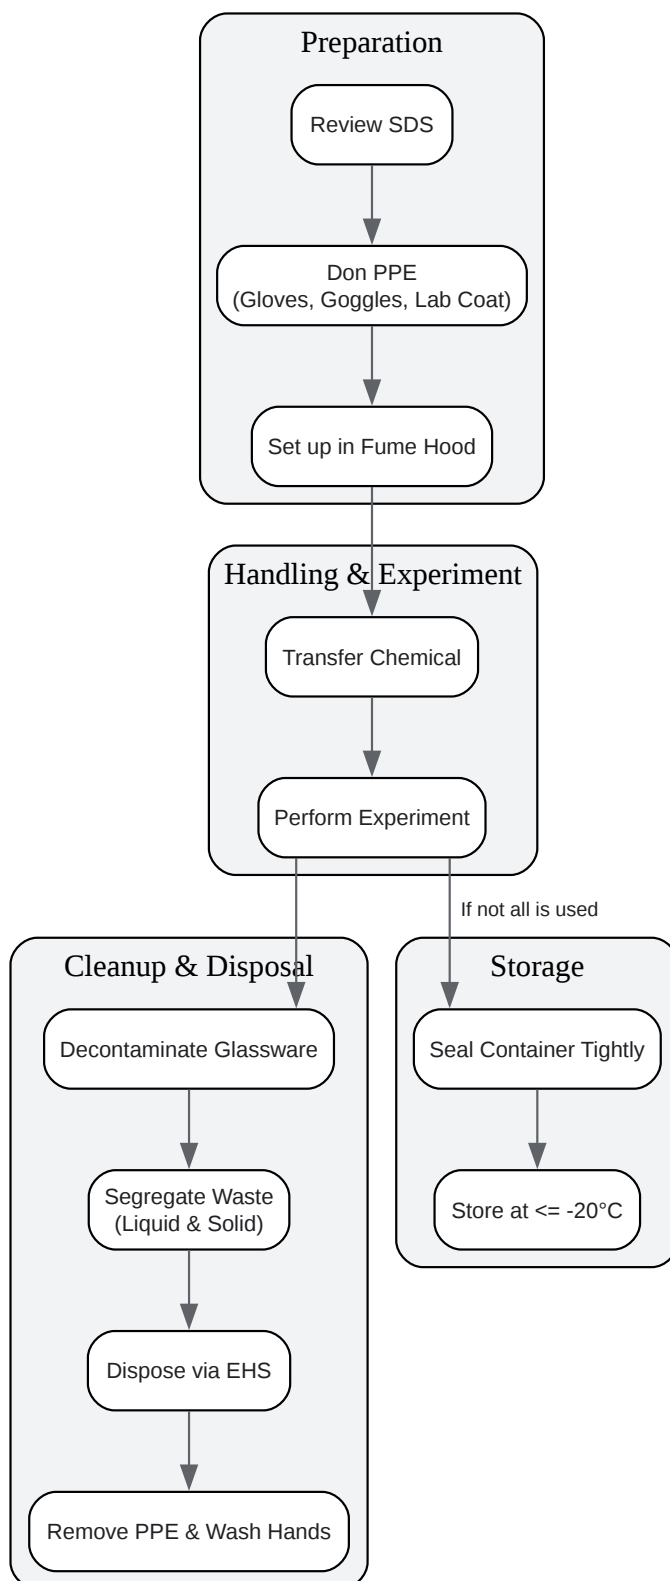 Preparation
Review SDS
Don PPE
(Gloves, Goggles, Lab Coat)
Set up in Fume Hood
Handling & Experiment
Transfer Chemical
Perform Experiment
If not all is used
Cleanup & Disposal
Decontaminate Glassware
Segregate Waste
(Liquid & Solid)
Dispose via EHS
Remove PPE & Wash Hands
Storage
Seal Container Tightly
Store at <= -20°C